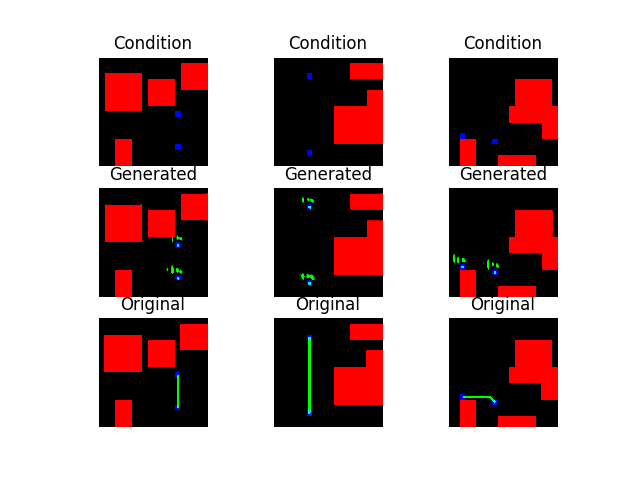 Condition
Condition
Condition
Generated
Generated
Generated
Original
Original
Original